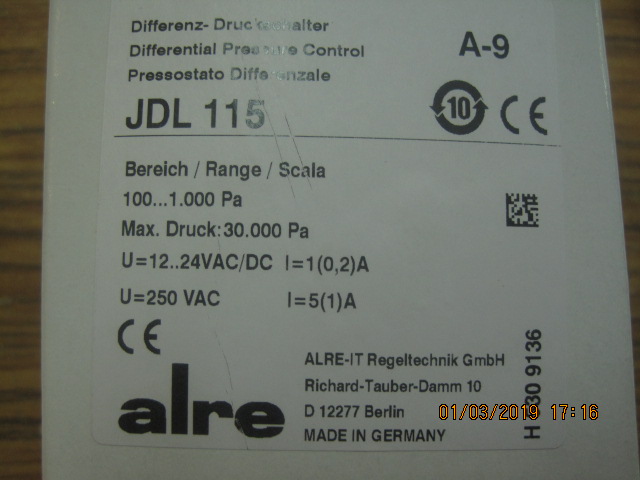 Differenz- Druckschalter
Differential Pressure Control
Pressostato Differenziale
A-9
JDL 115
10
CE
Bereich / Range / Scala
100...1.000 Pa
Max. Druck:30.000 Pa
U=12..24VAC/DC I=1(0,2)A
U=250 VAC I=5(1)A
CE
alre
ALRE-IT Regeltechnik GmbH
Richard-Tauber-Damm 10
D 12277 Berlin
MADE IN GERMANY
9136
01/03/2019 17:16